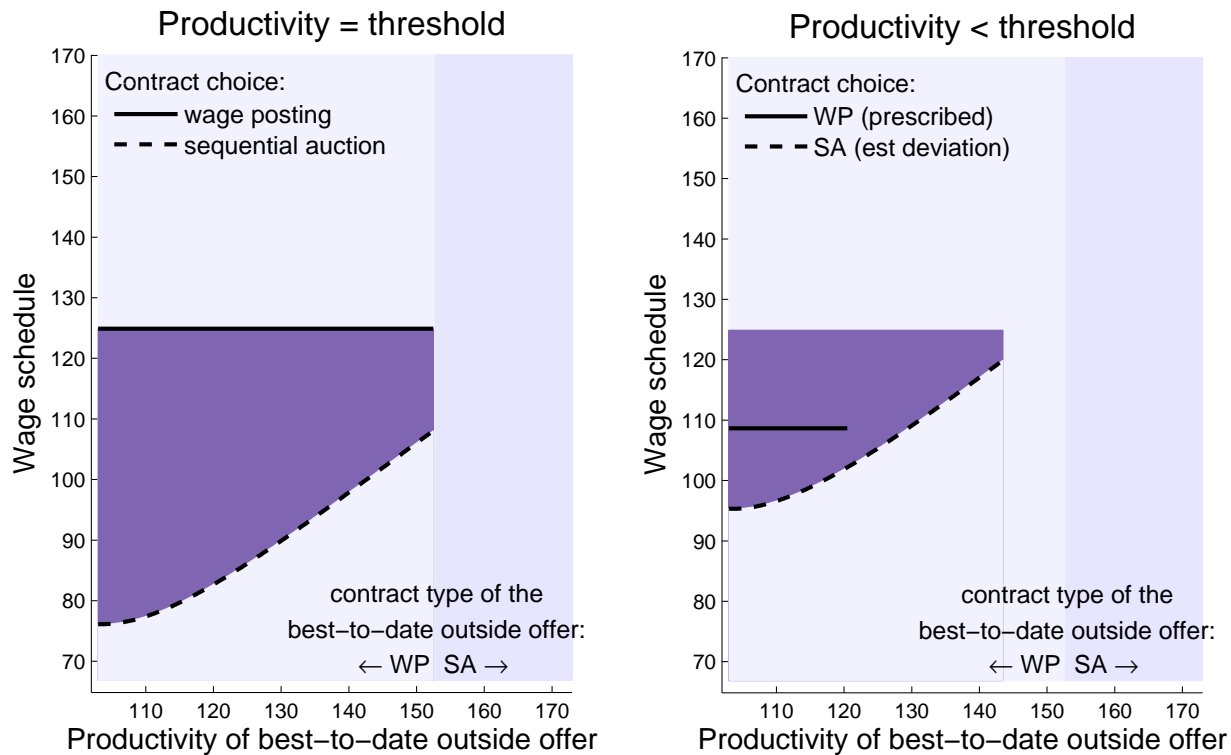 Productivity = threshold
170
160
150
140
130
120
110
100
90
80
70
Wage schedule
Contract choice:
wage posting
sequential auction
contract type of the
best−to−date outside offer:
← WP SA →
110 120 130 140 150 160 170
Productivity of best−to−date outside offer
Productivity < threshold
170
160
150
140
130
120
110
100
90
80
70
Wage schedule
Contract choice:
WP (prescribed)
SA (est deviation)
contract type of the
best−to−date outside offer:
← WP SA →
110 120 130 140 150 160 170
Productivity of best−to−date outside offer